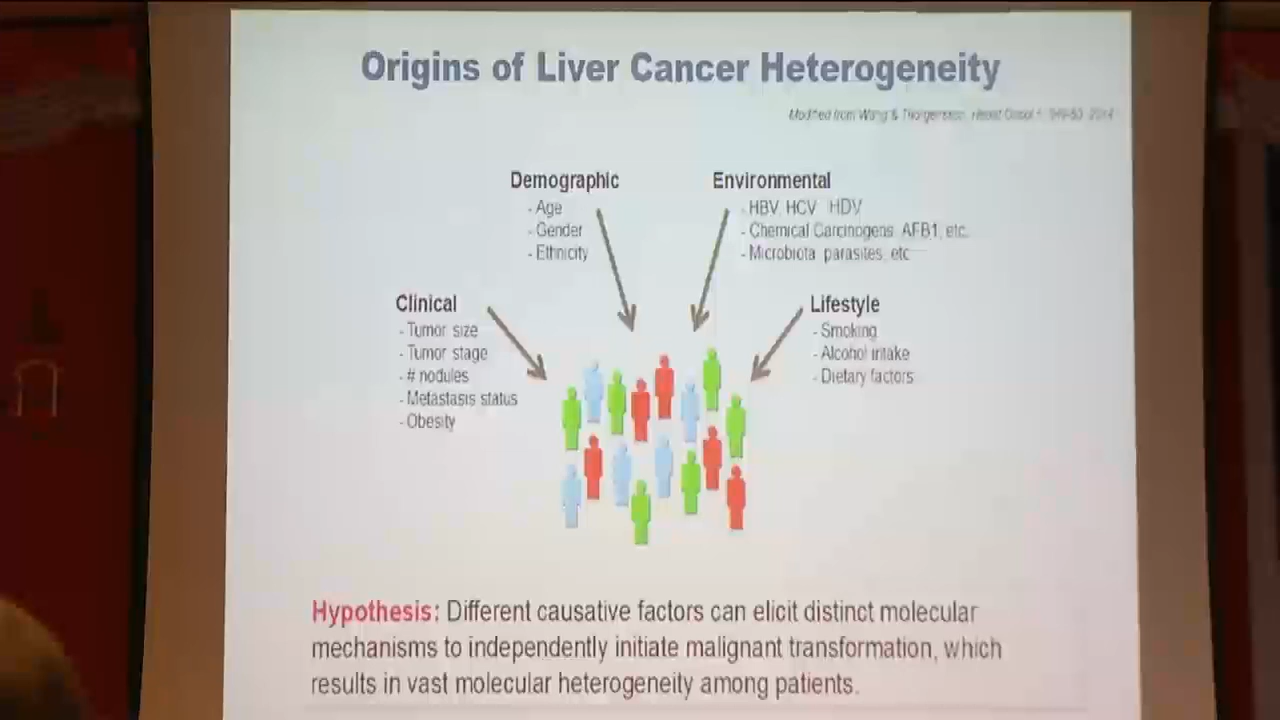 Origins of Liver Cancer Heterogeneity
Modified from Wang &
Demographic
- Age
- Gender
- Ethnicity
Environmental
- HBV HCV HDV
- Chemical Carcinogens AFB1, etc.
- Microbiota parasites, etc
Clinical
- Tumor size
- Tumor stage
- # nodules
- Metastasis status
- Obesity
Lifestyle
- Smoking
- Alcohol intake
- Dietary factors
Hypothesis: Different causative factors can elicit distinct molecular
mechanisms to independently initiate malignant transformation, which
results in vast molecular heterogeneity among patients.